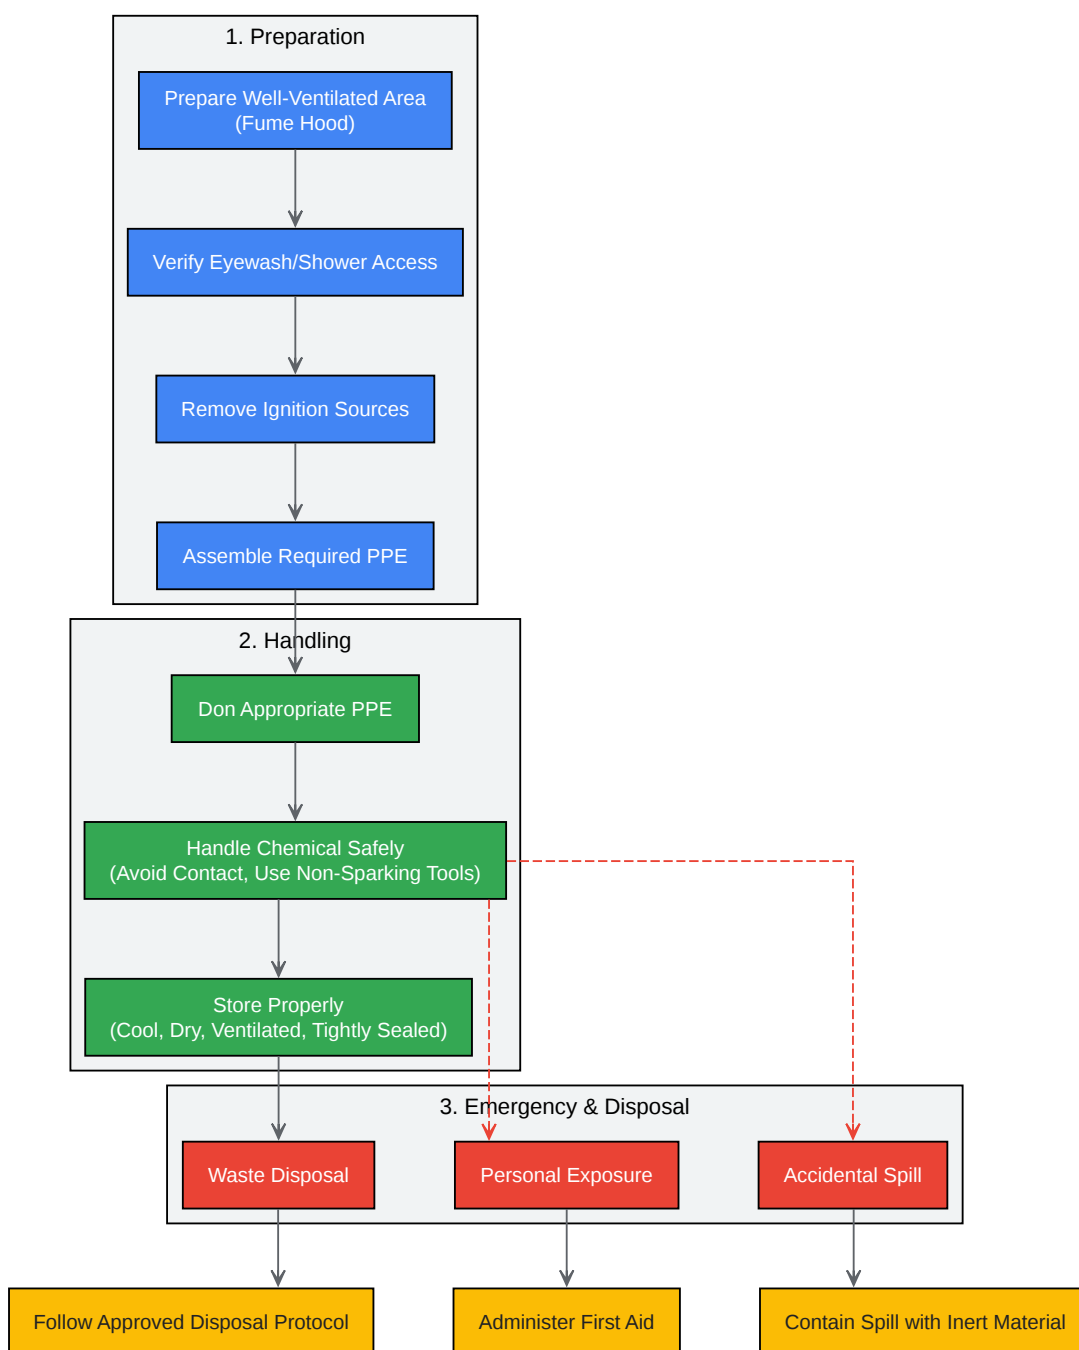 1. Preparation
Prepare Well-Ventilated Area
(Fume Hood)
Verify Eyewash/Shower Access
Remove Ignition Sources
Assemble Required PPE
2. Handling
Don Appropriate PPE
Handle Chemical Safely
(Avoid Contact, Use Non-Sparking Tools)
Store Properly
(Cool, Dry, Ventilated, Tightly Sealed)
3. Emergency & Disposal
Waste Disposal
Personal Exposure
Accidental Spill
Follow Approved Disposal Protocol
Administer First Aid
Contain Spill with Inert Material